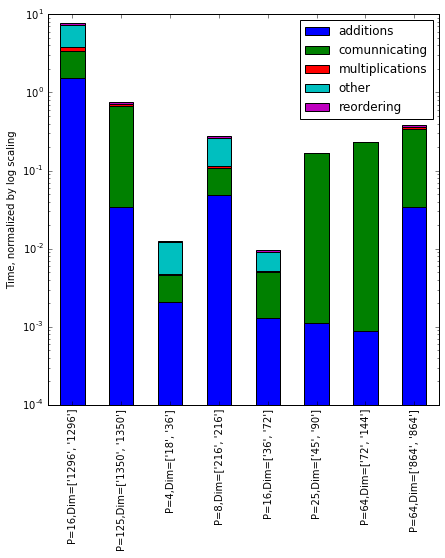 additions
comunnicating
multiplications
other
reordering
Time, normalized by log scaling
10^1
10^0
10^-1
10^-2
10^-3
10^-4
P=16,Dim=['1296', '1296']
P=125,Dim=['1350', '1350']
P=4,Dim=['18', '36']
P=8,Dim=['216', '216']
P=16,Dim=['36', '72']
P=25,Dim=['45', '90']
P=64,Dim=['72', '144']
P=64,Dim=['864', '864']